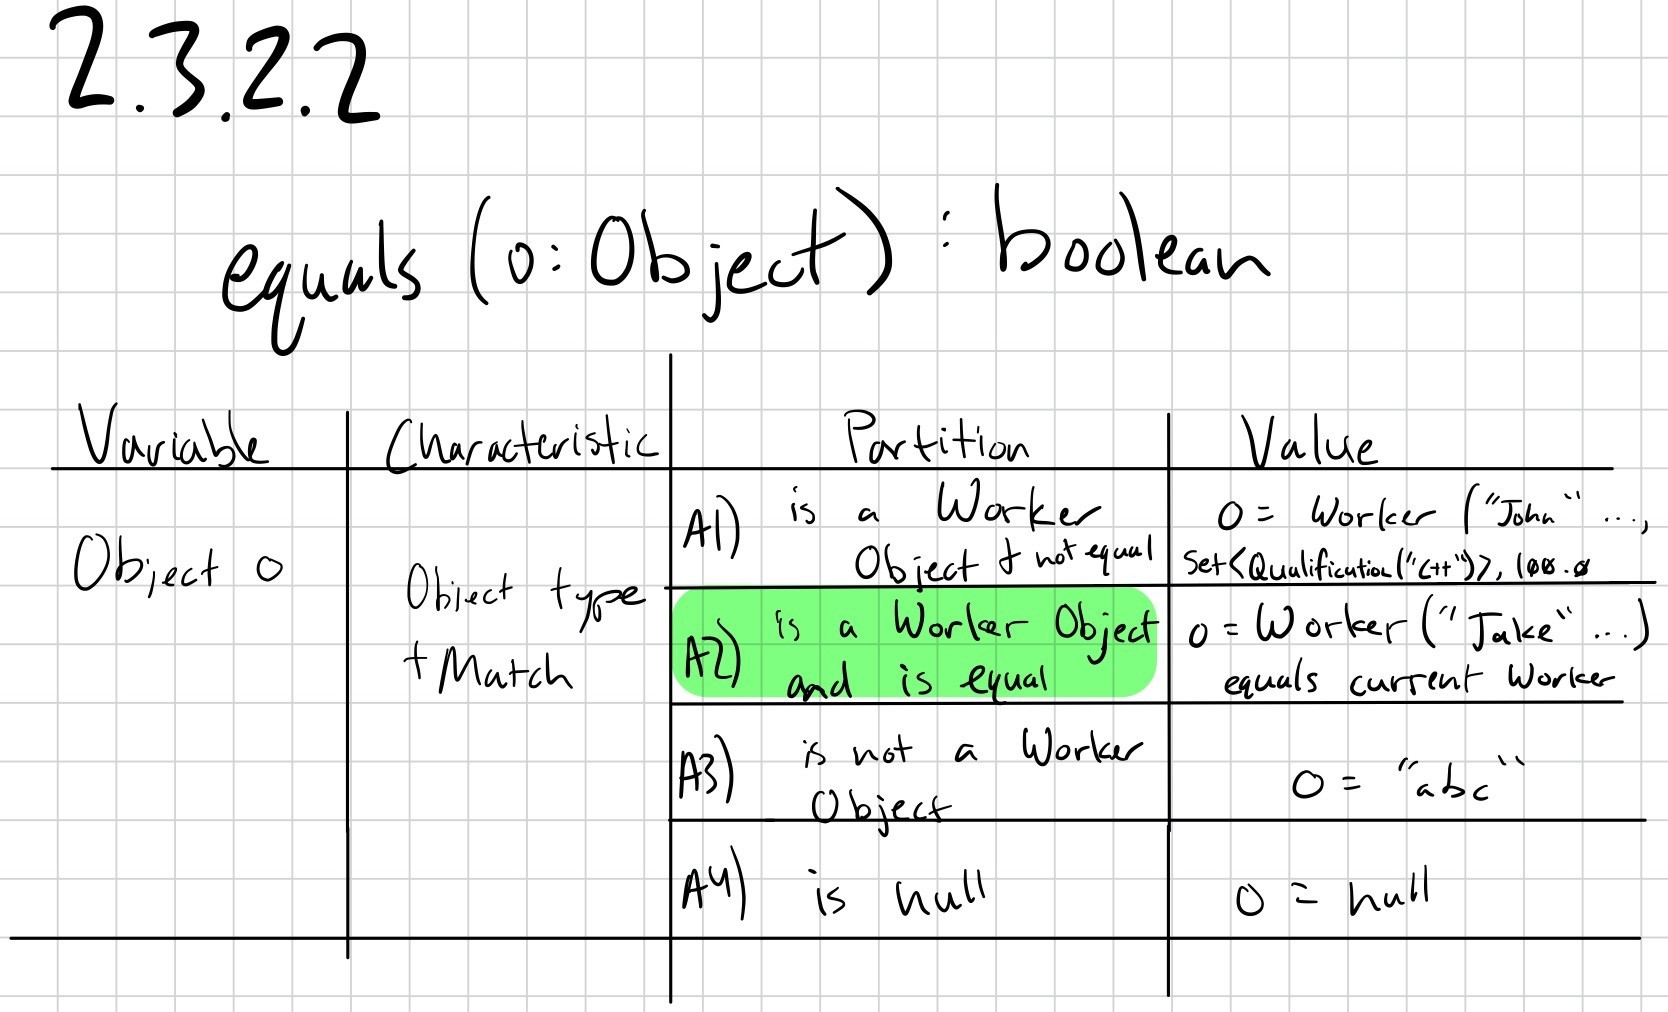 2.3.2.2
equals (o: Object) : boolean
Variable Characteristic Partition Value
Object o
Object type
+ Match
A1) is a Worker
Object + not equal
o = Worker ("John" ...,
Set<Qualification("C++")>, 100.0
A2) is a Worker Object
and is equal
o = Worker ("Jake" ...)
equals current Worker
A3) is not a Worker
Object
o = "abc"
A4) is null
o = null